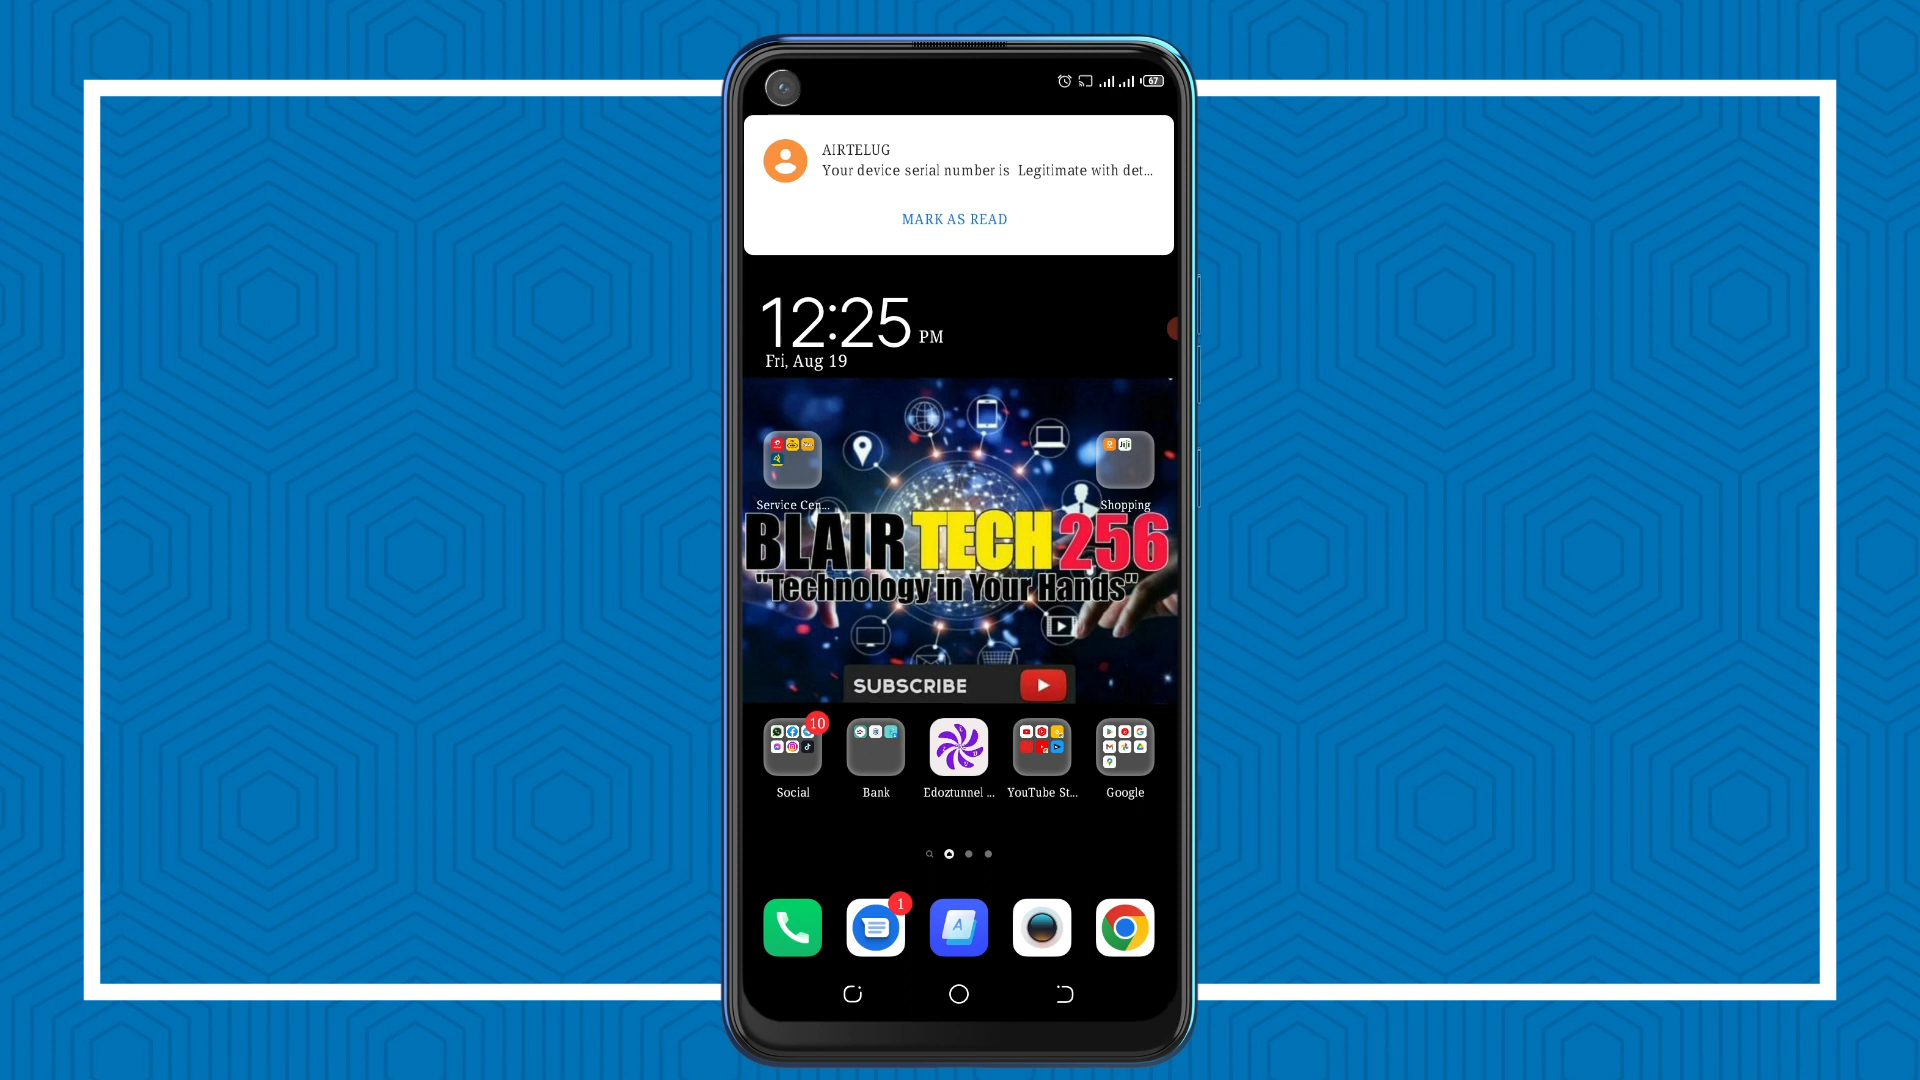 67
AIRTELUG
Your device serial number is  Legitimate with det...
MARK AS READ
12:25 PM
Fri, Aug 19
Service Cen...
Shopping
BLAIR TECH 256
"Technology in Your Hands"
SUBSCRIBE
10
Social
Bank
Edoztunnel ...
YouTube St...
Google
1